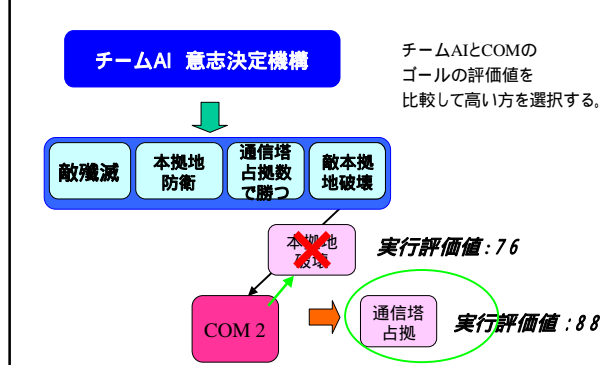 チームAI 意志決定機構
チームAIとCOMの
ゴールの評価値を
比較して高い方を選択する。
敵殲滅
本拠地
防衛
通信塔
占拠数
で勝つ
敵本拠
地破壊
本拠地
破壊
実行評価値：76
COM 2
通信塔
占拠
実行評価値：88